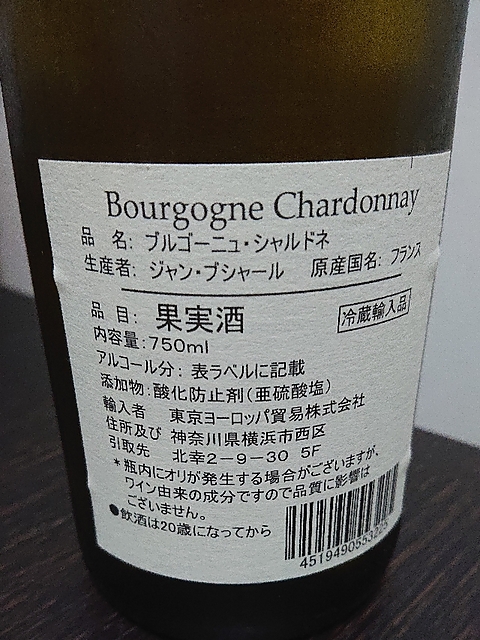 Bourgogne Chardonnay
品 名: ブルゴーニュ・シャルドネ
生産者: ジャン・ブシャール 原産国名: フランス
品目: 果実酒 冷蔵輸入品
内容量:750ml
アルコール分: 表ラベルに記載
添加物:酸化防止剤(亜硫酸塩)
輸入者 東京ヨーロッパ貿易株式会社
住所及び 神奈川県横浜市西区
引取先 北幸2-9-30 5F
*瓶内にオリが発生する場合がございますが、
ワイン由来の成分ですので品質に影響は
ございません。
●飲酒は20歳になってから